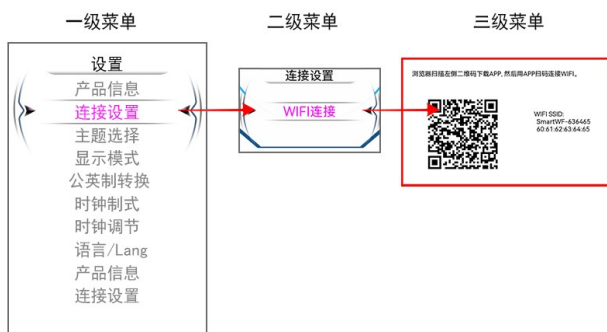 一级菜单
二级菜单
三级菜单
设置
产品信息
连接设置
主题选择
显示模式
公英制转换
时钟制式
时钟调节
语言/Lang
产品信息
连接设置
连接设置
WIFI连接
浏览器扫描左侧二维码下载APP, 然后用APP扫码连接WIFI。
WIFI SSID:
SmartWF-636465
60:61:62:63:64:65